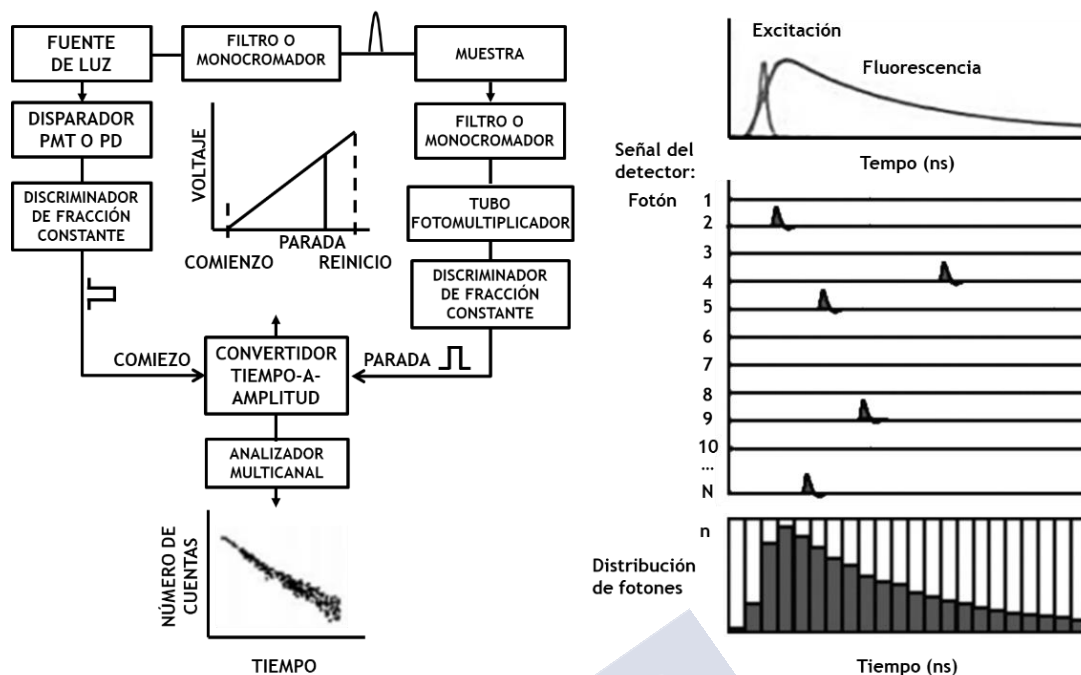 FUENTE
DE LUZ
FILTRO O
MONOCROMADOR
MUESTRA
DISPARADOR
PMT O PD
DISCRIMINADOR
DE FRACCIÓN
CONSTANTE
VOLTAJE
COMIENZO
PARADA
REINICIO
FILTRO O
MONOCROMADOR
TUBO
FOTOMULTIPLICADOR
DISCRIMINADOR
DE FRACCIÓN
CONSTANTE
COMIEZO
CONVERTIDOR
TIEMPO-A-
AMPLITUD
PARADA
ANALIZADOR
MULTICANAL
NÚMERO DE
CUENTAS
TIEMPO
Excitación
Fluorescencia
Tempo (ns)
Señal del
detector:
Fotón
1
2
3
4
5
6
7
8
9
10
...
N
n
Distribución
de fotones
Tiempo (ns)